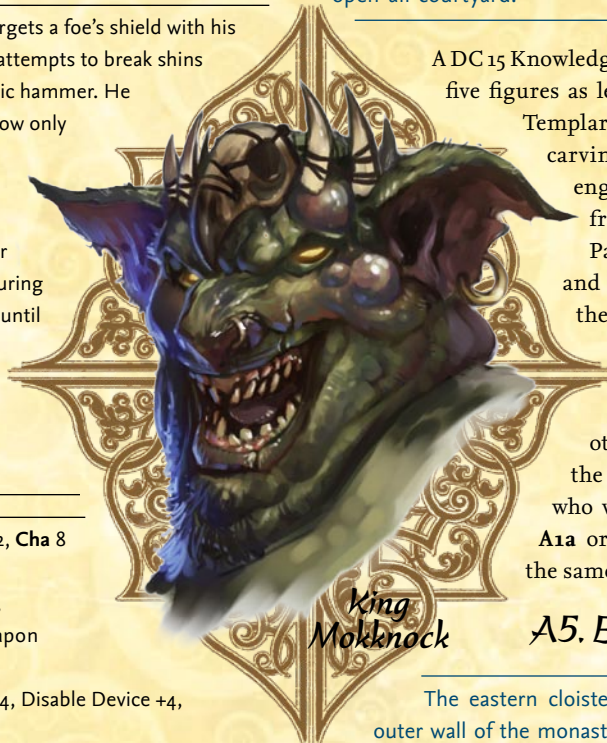 rgets a foe's shield with his
attempts to break shins
ic hammer. He
ow only
r
uring
until
2, Cha 8
apon
4, Disable Device +4,
King
Mokknock
open-air courtyard.
A DC 15 Knowledg
five figures as le
Templar
carvin
eng
fr
Pa
and
the
ot
the
who w
A1a or
the same
A5. E
The eastern cloiste
outer wall of the monast